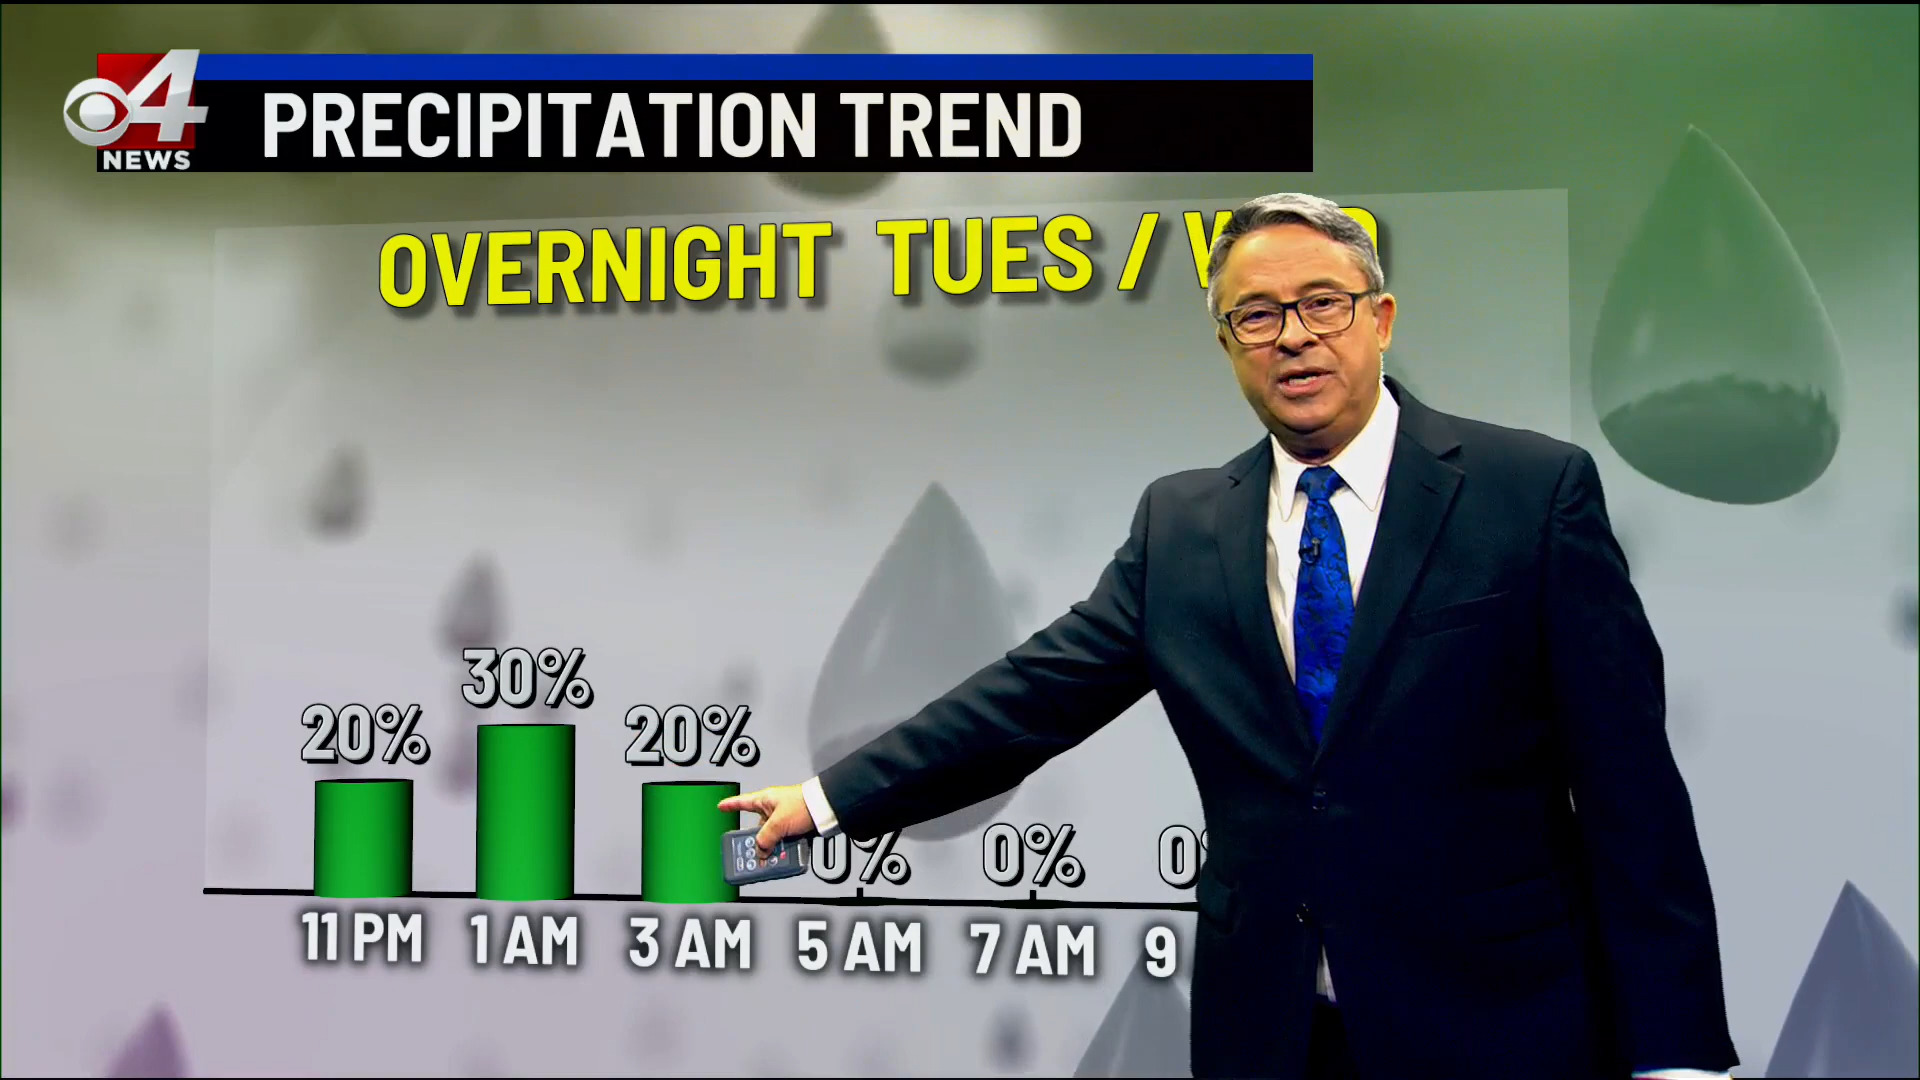 4
NEWS
PRECIPITATION TREND
OVERNIGHT TUES /
30%
20% 20%
0% 0%
11 PM 1 AM 3 AM 5 AM 7 AM 9